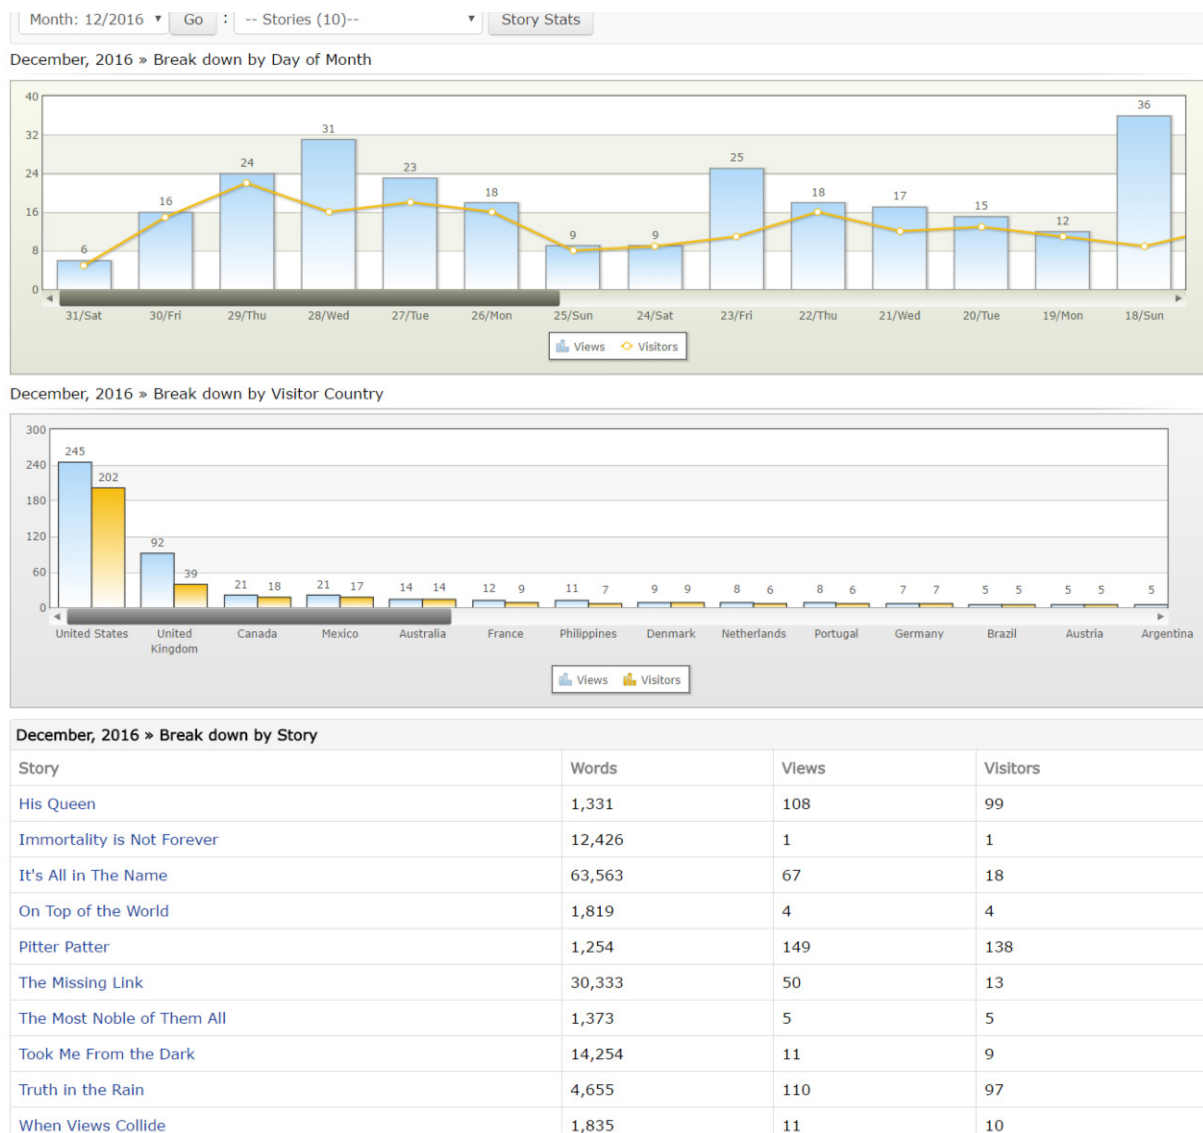 Month: 12/2016 ▼ Go : -- Stories (10)-- ▼ Story Stats
December, 2016 » Break down by Day of Month
40
32
24
16
8
0
6 16 24 31 23 18 9 9 25 18 17 15 12 36
31/Sat 30/Fri 29/Thu 28/Wed 27/Tue 26/Mon 25/Sun 24/Sat 23/Fri 22/Thu 21/Wed 20/Tue 19/Mon 18/Sun
Views Visitors
December, 2016 » Break down by Visitor Country
300
240
180
120
60
0
245 202 92 39 21 18 21 17 14 14 12 9 11 7 9 9 8 6 8 6 7 7 5 5 5 5 5
United States United Kingdom Canada Mexico Australia France Philippines Denmark Netherlands Portugal Germany Brazil Austria Argentina
Views Visitors
December, 2016 » Break down by Story
Story Words Views Visitors
His Queen 1,331 108 99
Immortality is Not Forever 12,426 1 1
It's All in The Name 63,563 67 18
On Top of the World 1,819 4 4
Pitter Patter 1,254 149 138
The Missing Link 30,333 50 13
The Most Noble of Them All 1,373 5 5
Took Me From the Dark 14,254 11 9
Truth in the Rain 4,655 110 97
When Views Collide 1,835 11 10